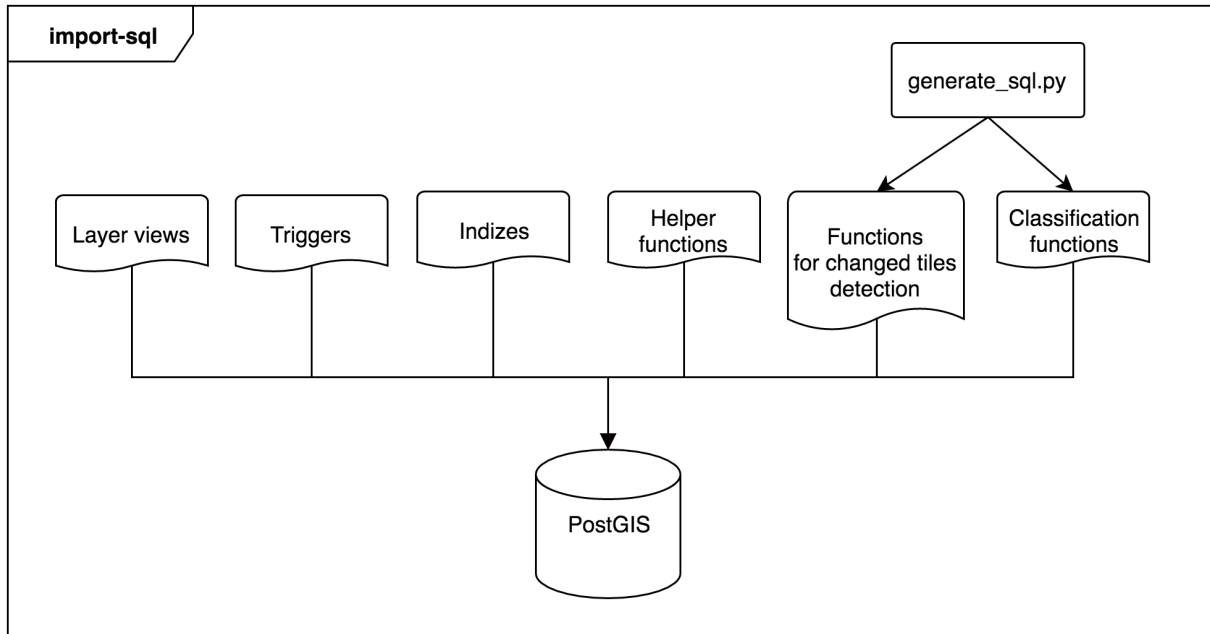 import-sql
generate_sql.py
Layer views
Triggers
Indizes
Helper
functions
Functions
for changed tiles
detection
Classification
functions
PostGIS